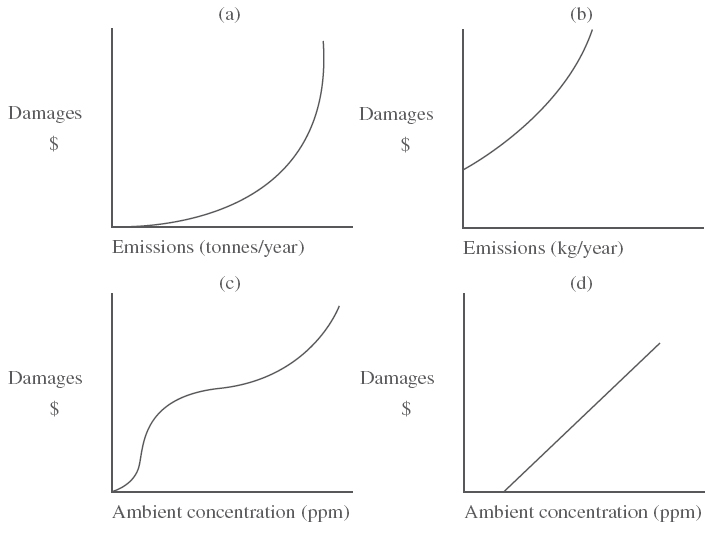 (a)
Damages
$
Emissions (tonnes/year)
(b)
Damages
$
Emissions (kg/year)
(c)
Damages
$
Ambient concentration (ppm)
(d)
Damages
$
Ambient concentration (ppm)